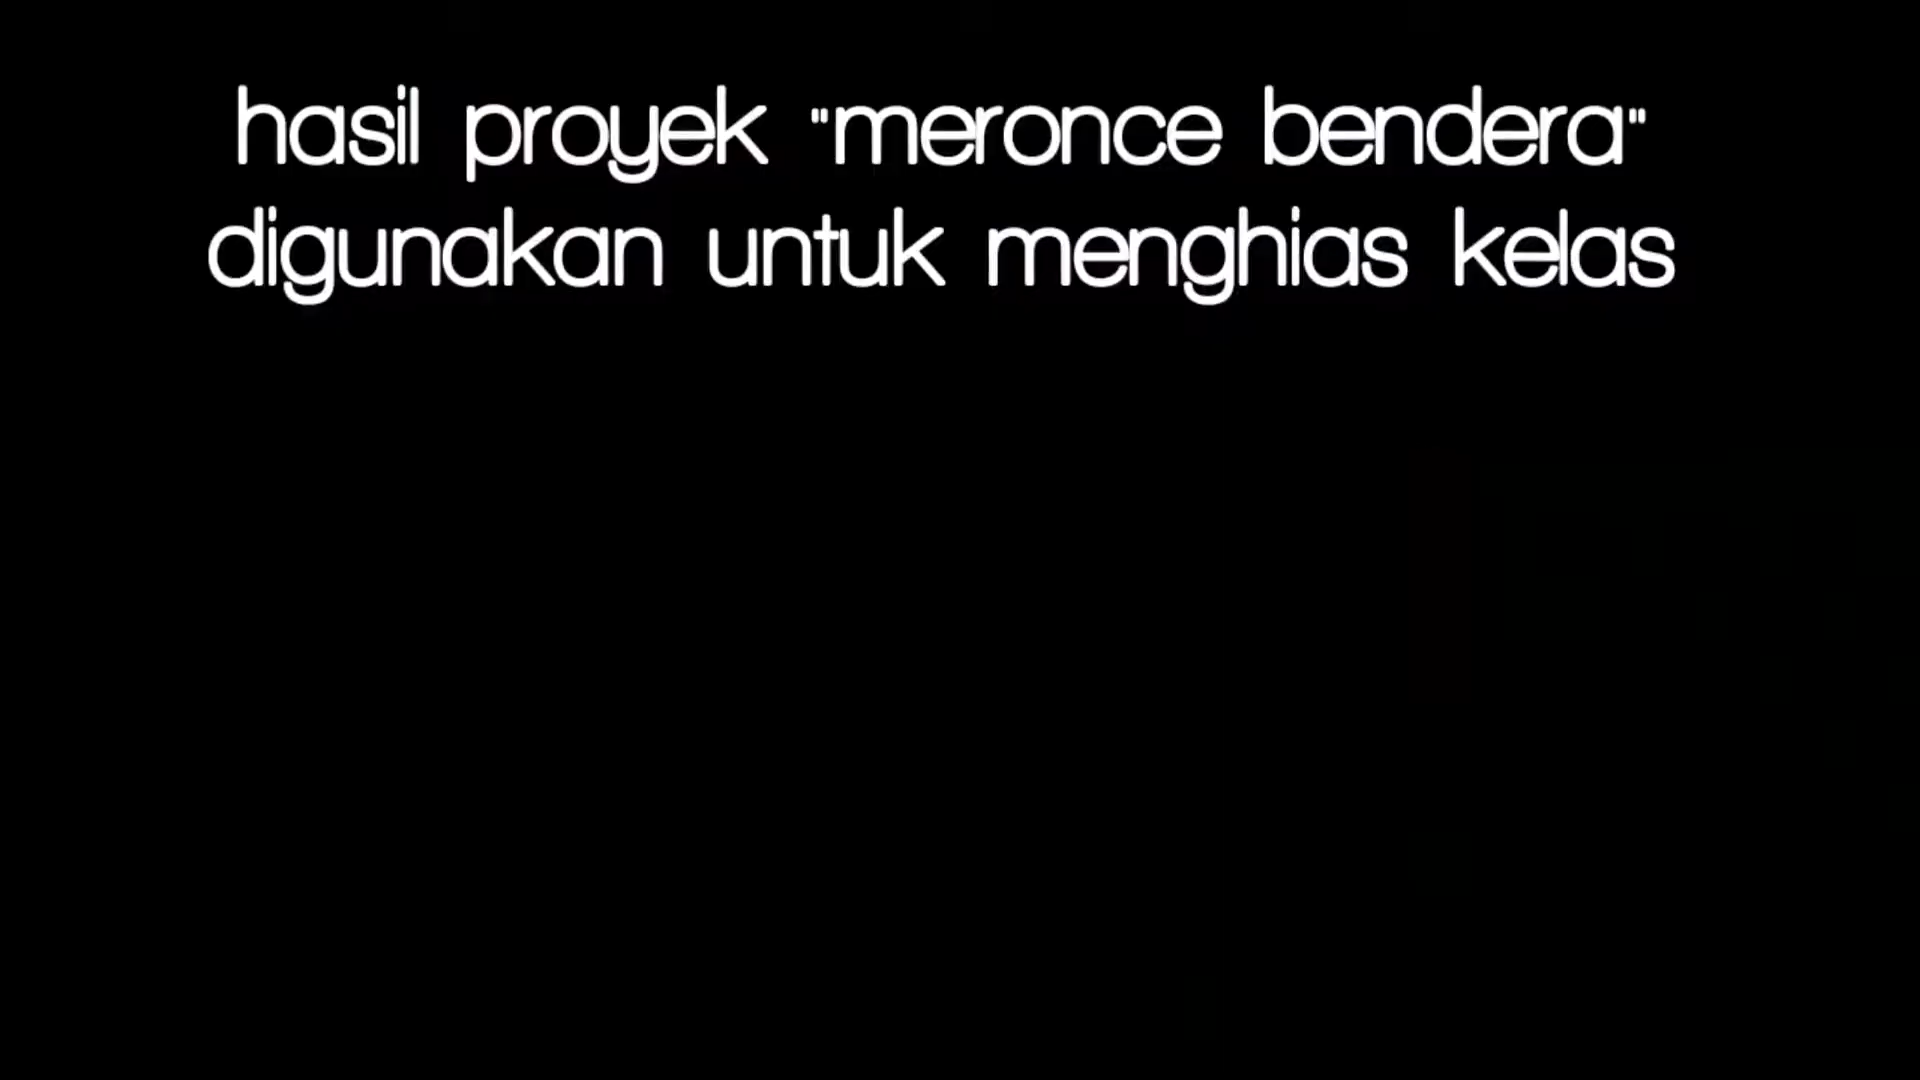 hasil proyek "meronce bendera"
digunakan untuk menghias kelas